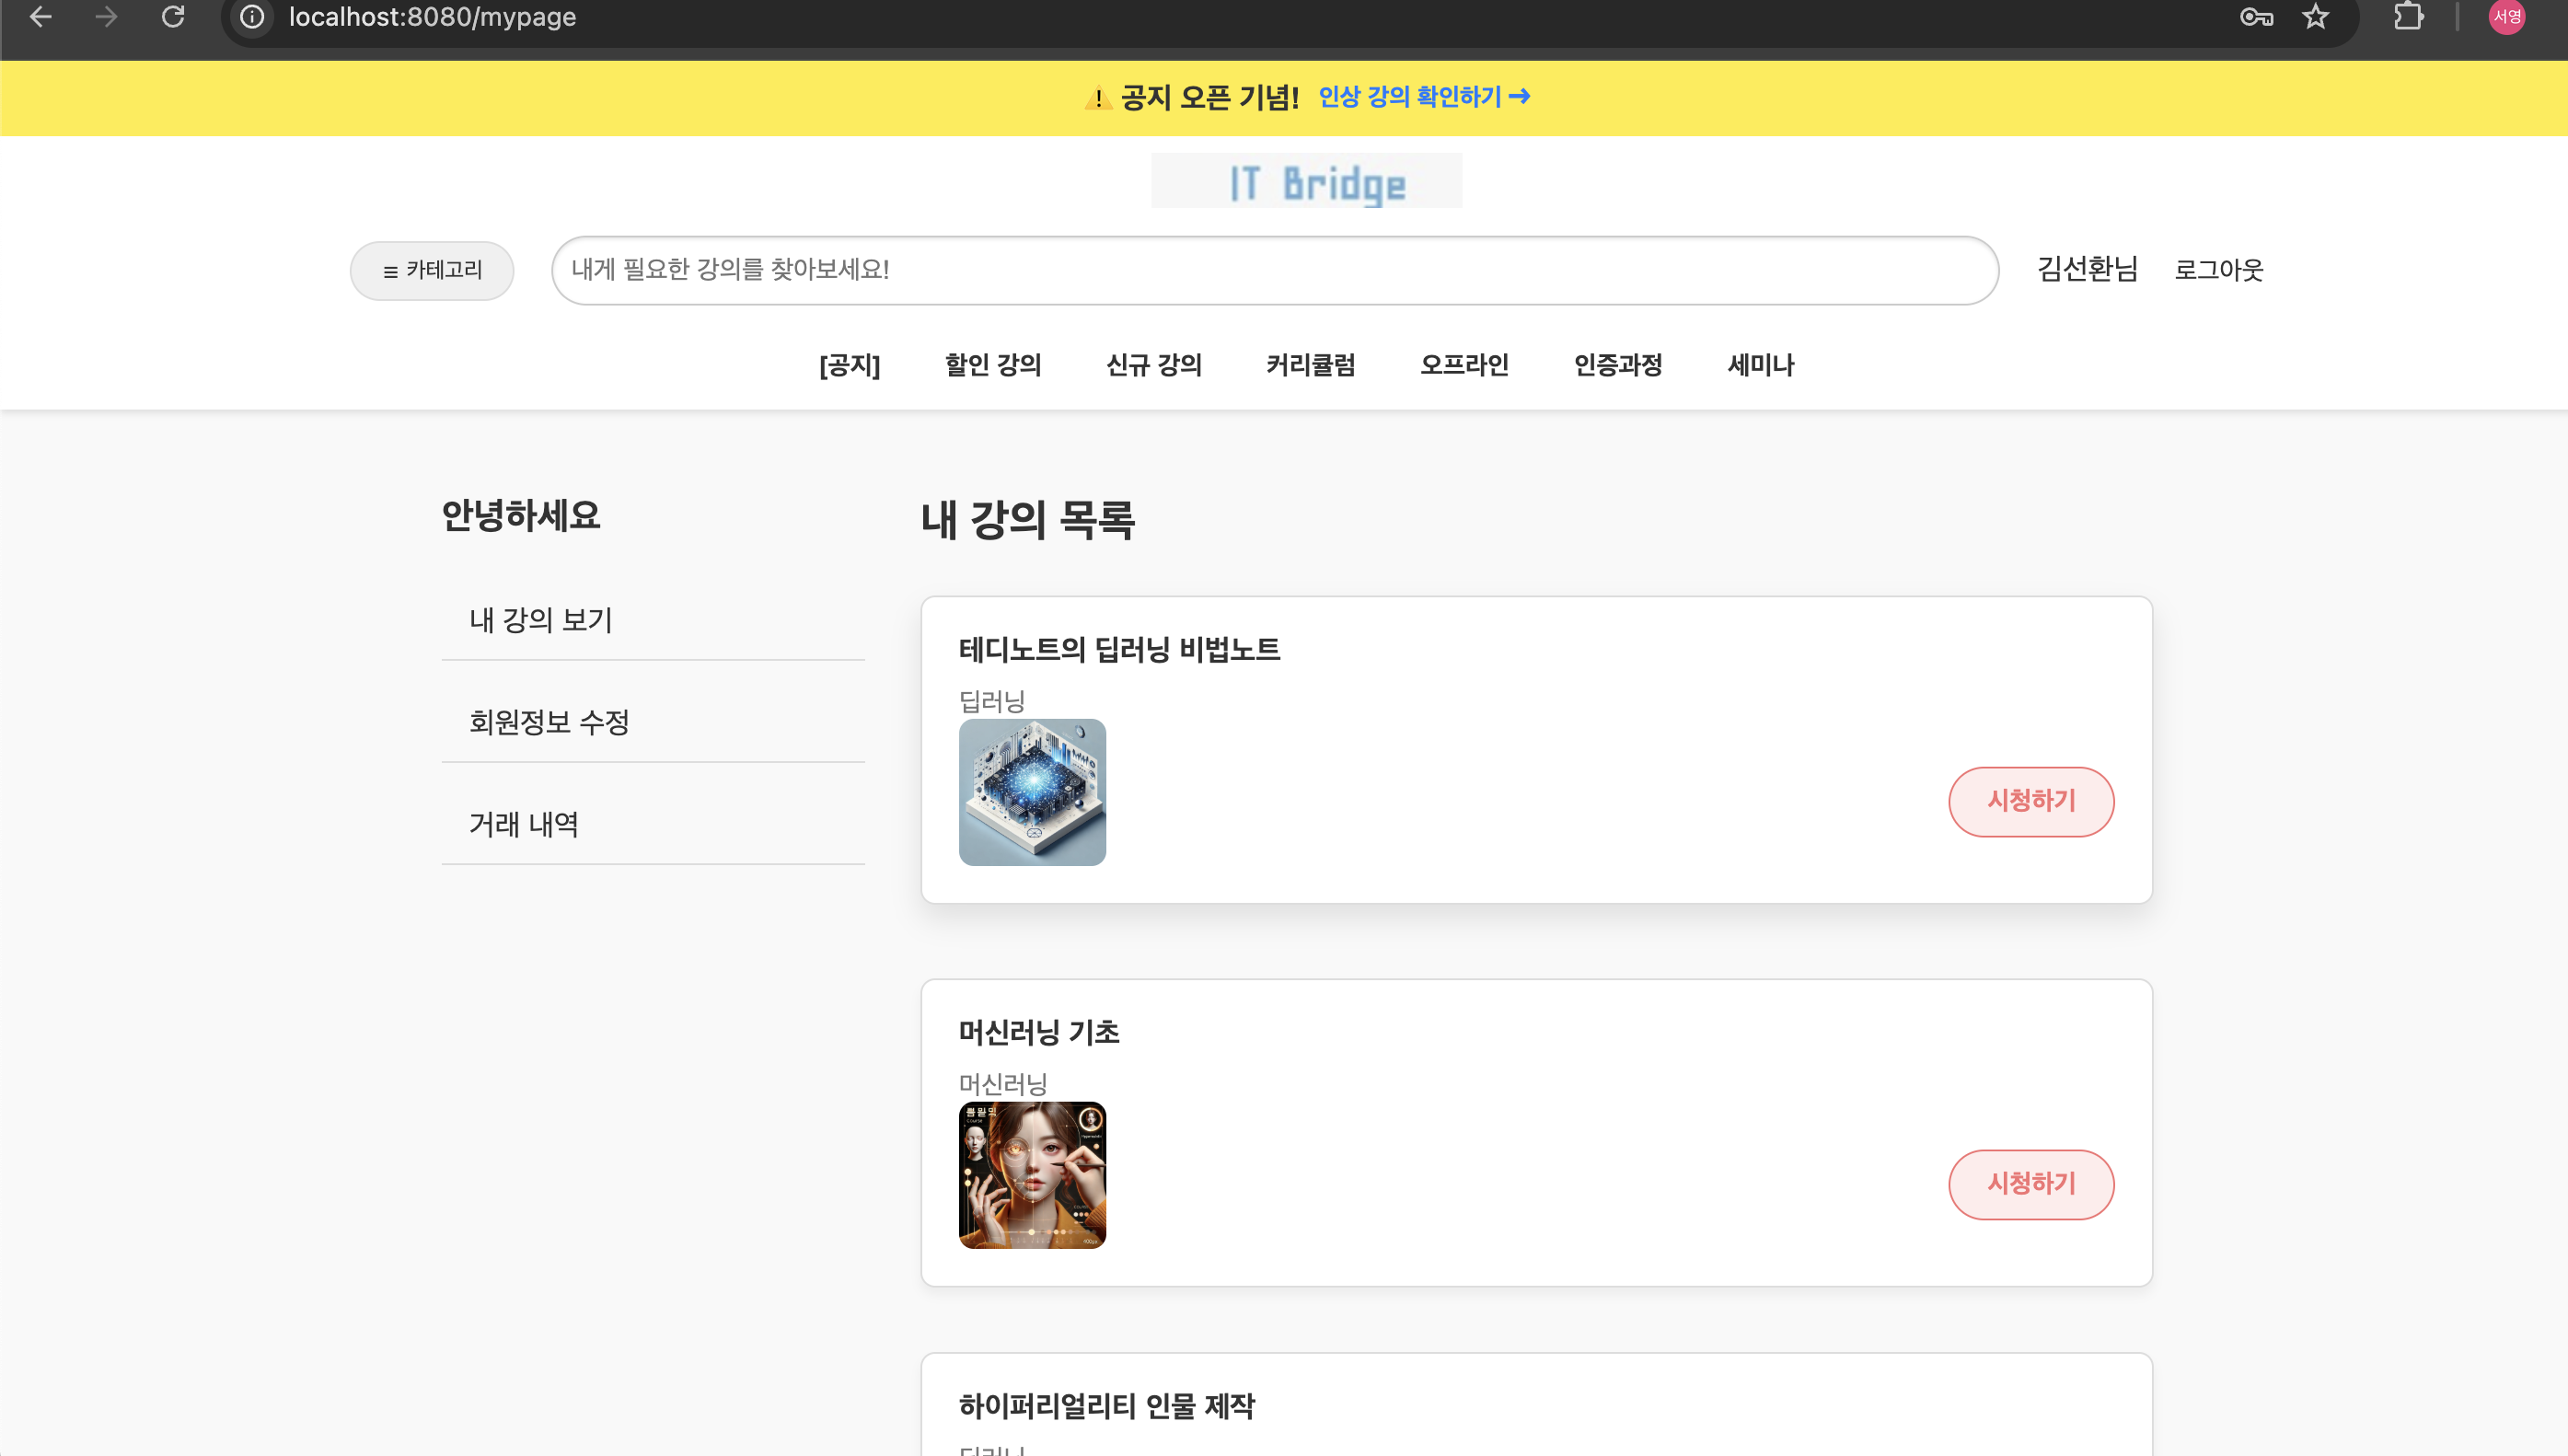 localhost:8080/mypage
서영
⚠️ 공지 오픈 기념! 인상 강의 확인하기 →
IT Bridge
≡ 카테고리
내게 필요한 강의를 찾아보세요!
김선환님
로그아웃
[공지] 할인 강의 신규 강의 커리큘럼 오프라인 인증과정 세미나
안녕하세요
내 강의 보기
회원정보 수정
거래 내역
내 강의 목록
테디노트의 딥러닝 비법노트
딥러닝
시청하기
머신러닝 기초
머신러닝
시청하기
하이퍼리얼리티 인물 제작